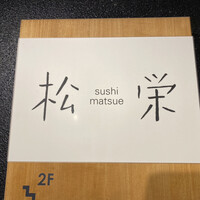 松 栄
sushi
matsue
2F